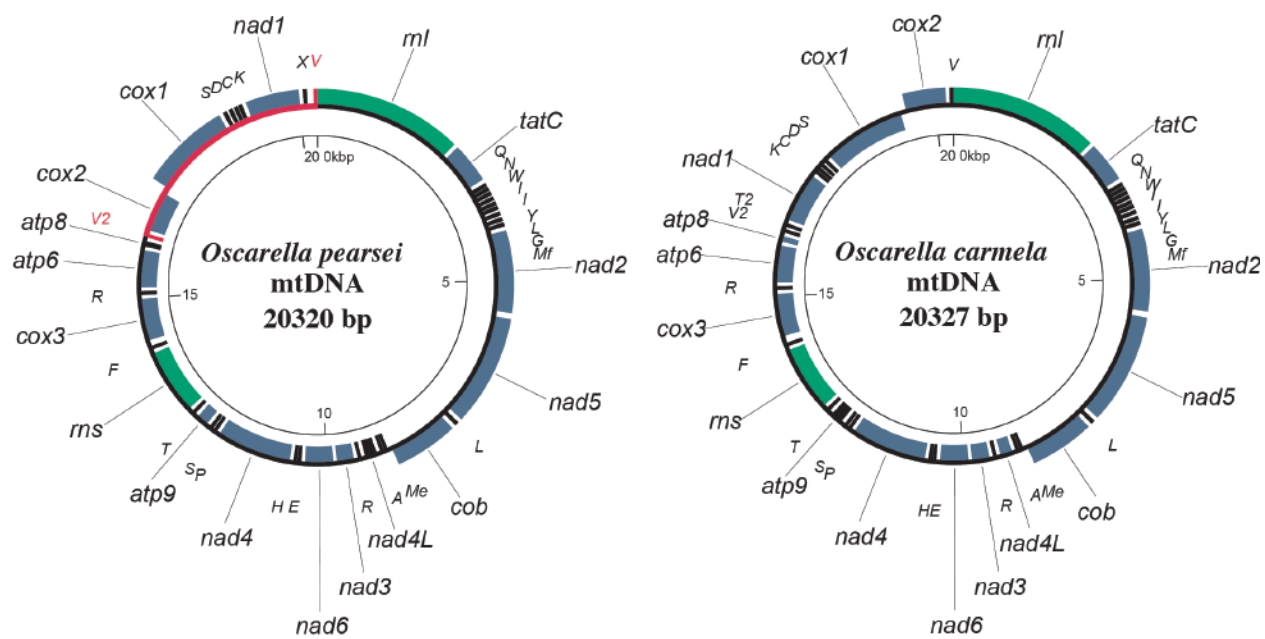 nad1
X V
rnl
cox1
S D C K
tatC
Q
N
W
I
I
Y
L
G
Mf
cox2
V2
atp8
atp6
R
cox3
F
rns
T
atp9
S P
nad4
H E
nad6
nad3
R
nad4L
A Me
cob
L
nad5
nad2
20 0kbp
5
10
15
Oscarella pearsei
mtDNA
20320 bp
cox2
V
rnl
cox1
K C D S
tatC
Q
N
W
I
I
Y
L
G
Mf
nad1
T2
V2
atp8
atp6
R
cox3
F
rns
T
atp9
S P
nad4
HE
nad6
nad3
R
nad4L
A Me
cob
L
nad5
nad2
20 0kbp
5
10
15
Oscarella carmela
mtDNA
20327 bp